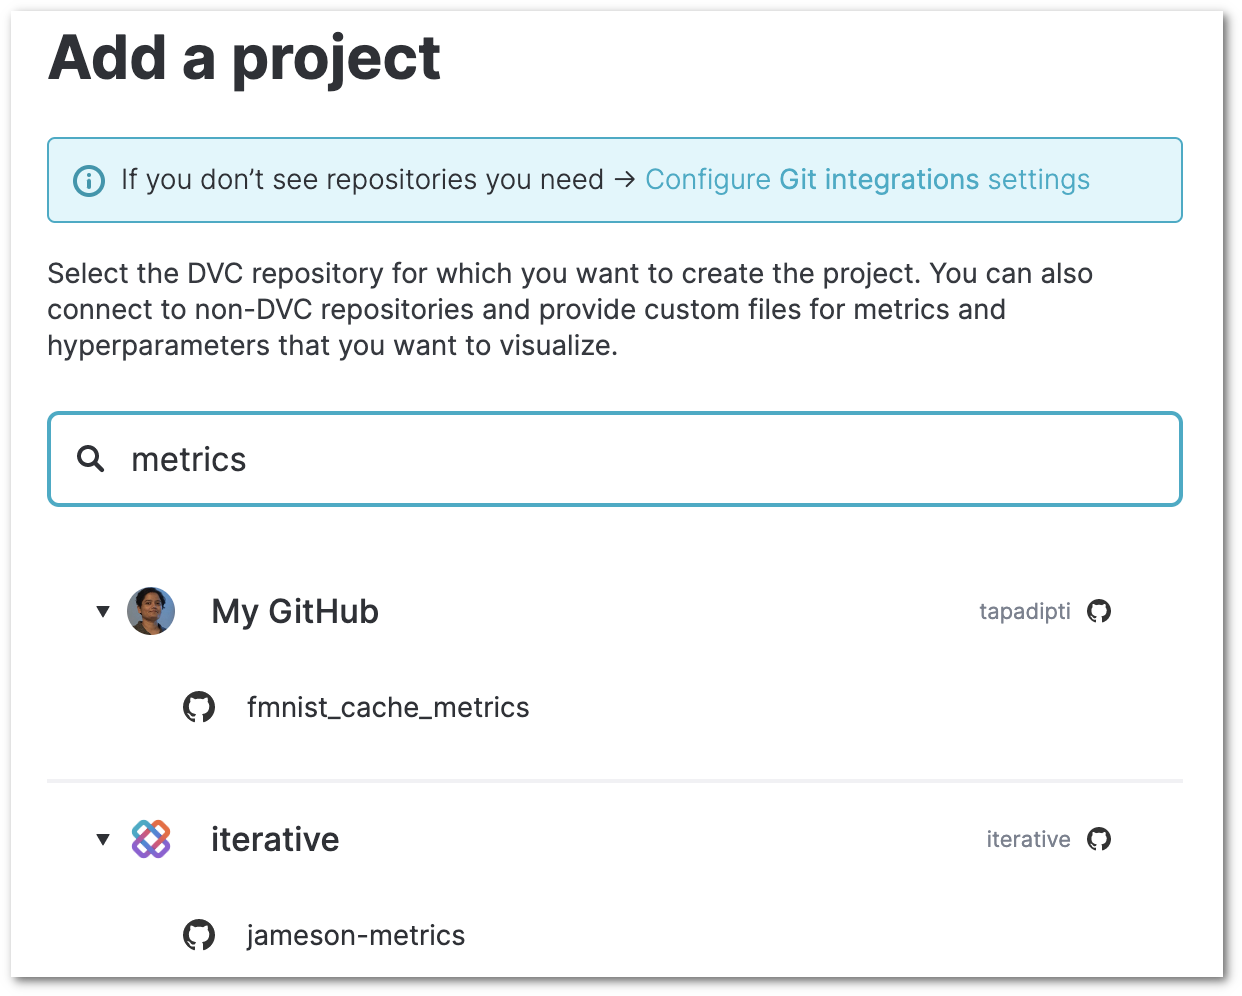 Add a project
If you don’t see repositories you need → Configure Git integrations settings
Select the DVC repository for which you want to create the project. You can also
connect to non-DVC repositories and provide custom files for metrics and
hyperparameters that you want to visualize.
metrics
My GitHub tapadipti
fmnist_cache_metrics
iterative iterative
jameson-metrics